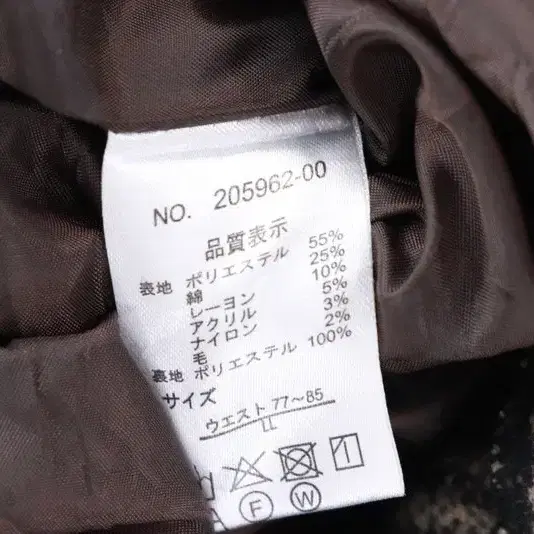 NO. 205962-00
品質表示
表地 ポリエステル 55%
綿 25%
レーヨン 10%
アクリル 5%
ナイロン 3%
毛 2%
裏地 ポリエステル 100%
サイズ
ウエスト 77〜85
LL
F W